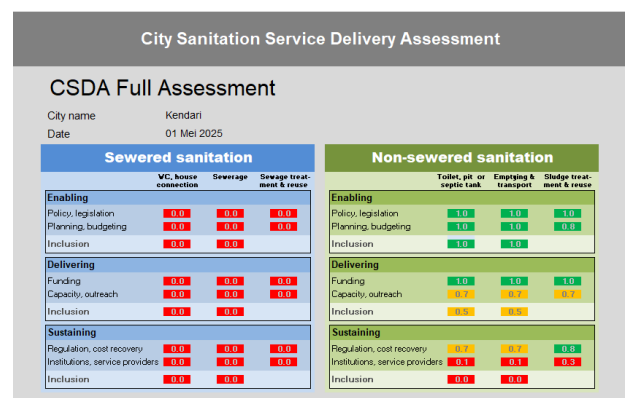 City Sanitation Service Delivery Assessment
CSDA Full Assessment
City name Kendari
Date 01 Mei 2025
Sewered sanitation
WC, house connection Sewerage Sewage treat-ment & reuse
Enabling
Policy, legislation 0.0 0.0 0.0
Planning, budgeting 0.0 0.0 0.0
Inclusion 0.0 0.0
Delivering
Funding 0.0 0.0 0.0
Capacity, outreach 0.0 0.0 0.0
Inclusion 0.0 0.0
Sustaining
Regulation, cost recovery 0.0 0.0 0.0
Institutions, service providers 0.0 0.0 0.0
Inclusion 0.0 0.0
Non-sewered sanitation
Toilet, pit or septic tank Emptying & transport Sludge treat-ment & reuse
Enabling
Policy, legislation 1.0 1.0 1.0
Planning, budgeting 1.0 1.0 0.8
Inclusion 1.0 1.0
Delivering
Funding 1.0 1.0 1.0
Capacity, outreach 0.7 0.7 0.7
Inclusion 0.5 0.5
Sustaining
Regulation, cost recovery 0.7 0.7 0.8
Institutions, service providers 0.1 0.1 0.3
Inclusion 0.0 0.0